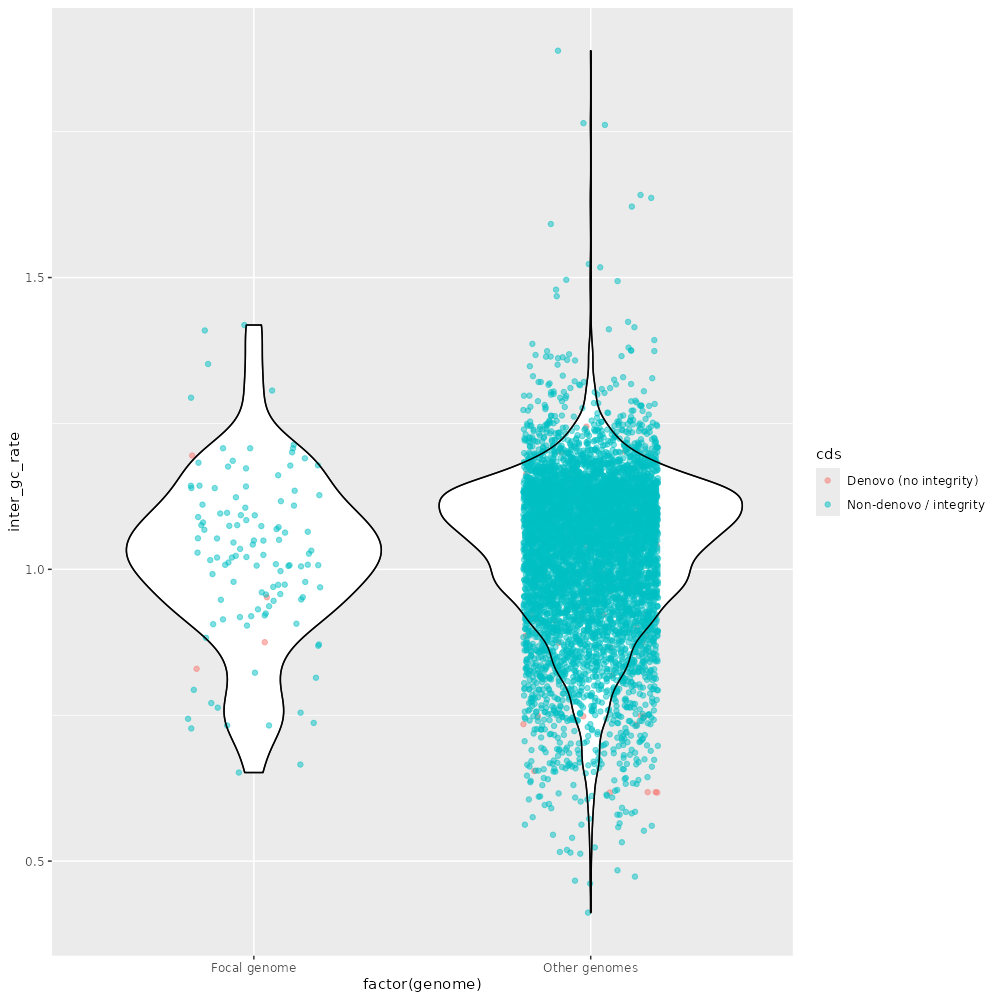 inter_gc_rate
1.5
1.0
0.5
Focal genome
Other genomes
factor(genome)
cds
Denovo (no integrity)
Non-denovo / integrity